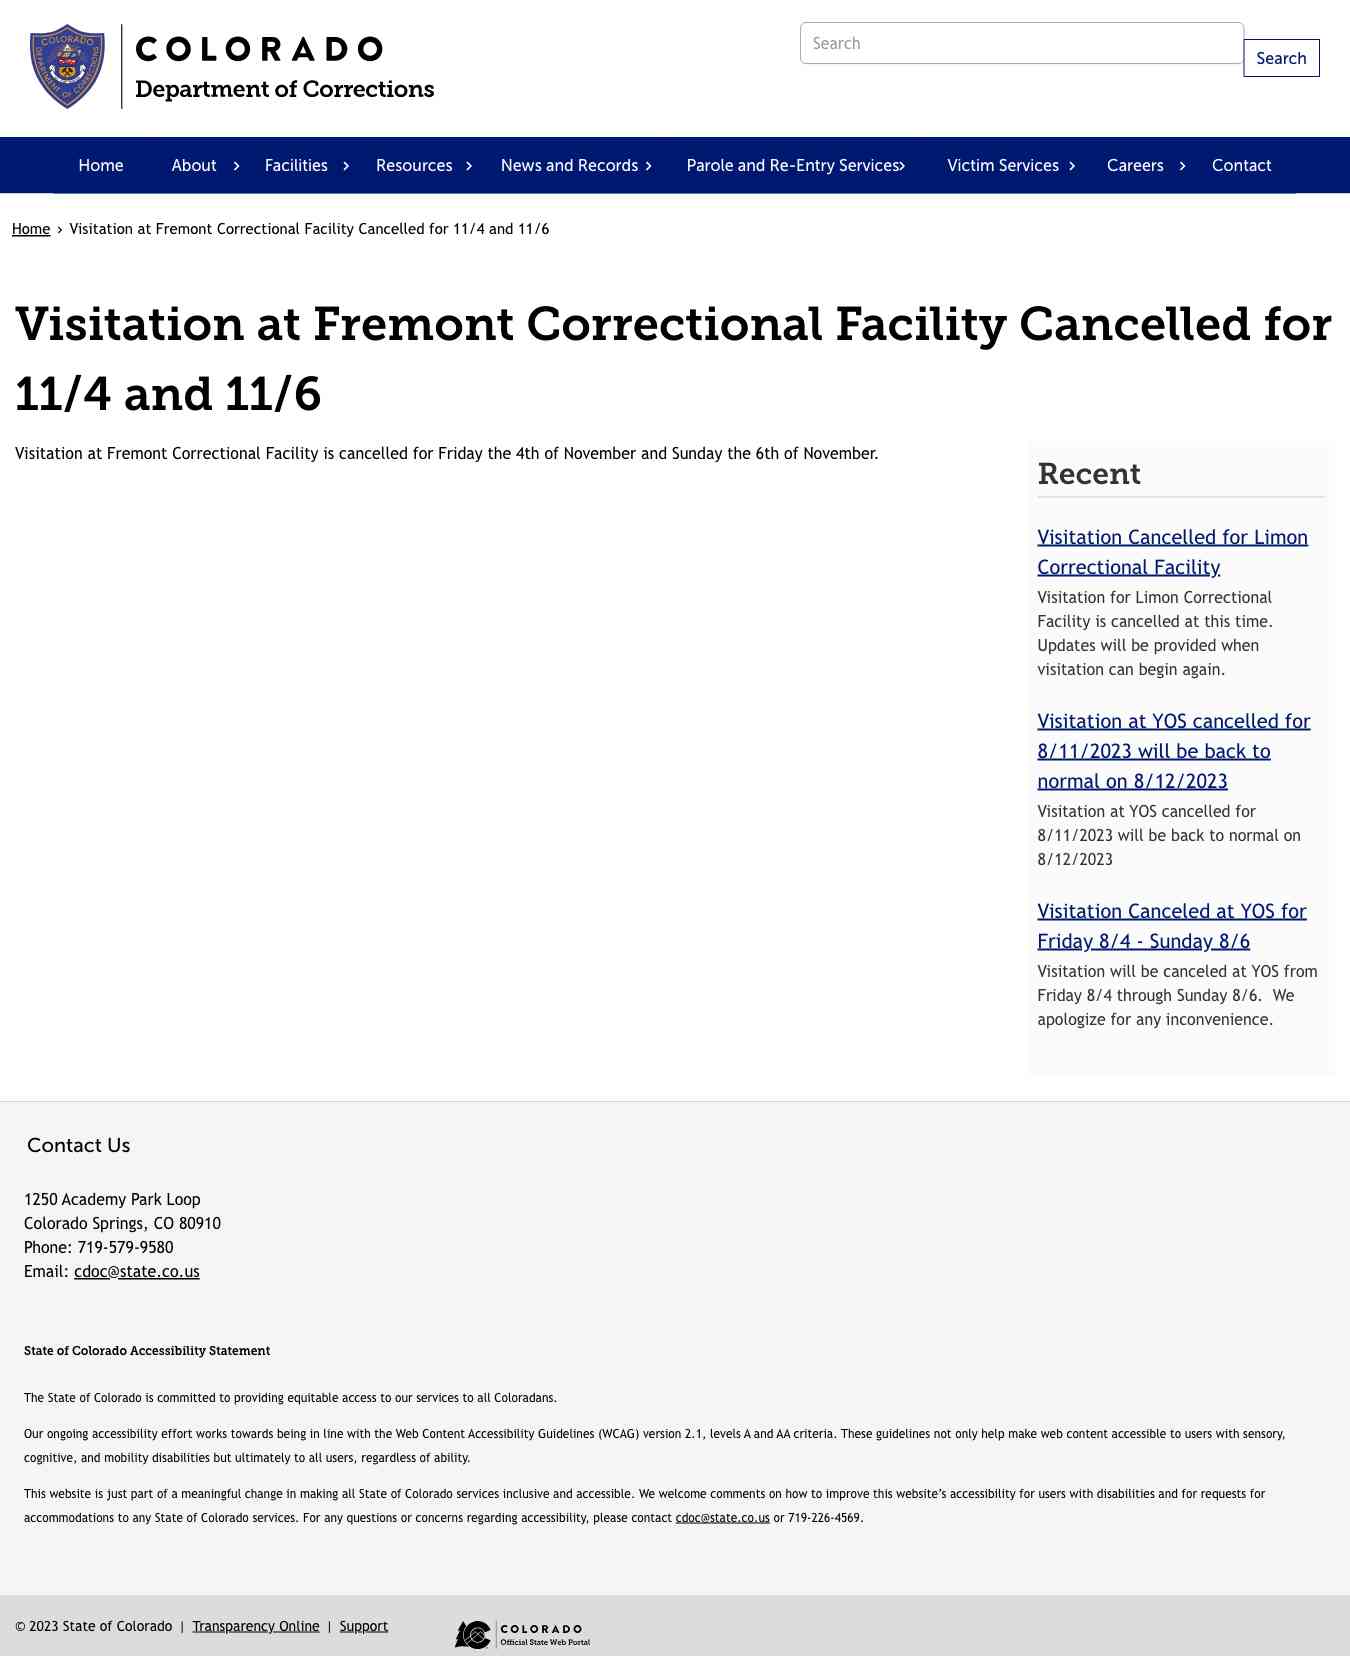 COLORADO
Department of Corrections
Search
Search
Home
About
Facilities
Resources
News and Records
Parole and Re-Entry Services
Victim Services
Careers
Contact
Home › Visitation at Fremont Correctional Facility Cancelled for 11/4 and 11/6
Visitation at Fremont Correctional Facility Cancelled for
11/4 and 11/6
Visitation at Fremont Correctional Facility is cancelled for Friday the 4th of November and Sunday the 6th of November.
Recent
Visitation Cancelled for Limon
Correctional Facility
Visitation for Limon Correctional
Facility is cancelled at this time.
Updates will be provided when
visitation can begin again.
Visitation at YOS cancelled for
8/11/2023 will be back to
normal on 8/12/2023
Visitation at YOS cancelled for
8/11/2023 will be back to normal on
8/12/2023
Visitation Canceled at YOS for
Friday 8/4 - Sunday 8/6
Visitation will be canceled at YOS from
Friday 8/4 through Sunday 8/6.  We
apologize for any inconvenience.
Contact Us
1250 Academy Park Loop
Colorado Springs, CO 80910
Phone: 719-579-9580
Email: cdoc@state.co.us
State of Colorado Accessibility Statement
The State of Colorado is committed to providing equitable access to our services to all Coloradans.
Our ongoing accessibility effort works towards being in line with the Web Content Accessibility Guidelines (WCAG) version 2.1, levels A and AA criteria. These guidelines not only help make web content accessible to users with sensory,
cognitive, and mobility disabilities but ultimately to all users, regardless of ability.
This website is just part of a meaningful change in making all State of Colorado services inclusive and accessible. We welcome comments on how to improve this website’s accessibility for users with disabilities and for requests for
accommodations to any State of Colorado services. For any questions or concerns regarding accessibility, please contact cdoc@state.co.us or 719-226-4569.
© 2023 State of Colorado | Transparency Online | Support
COLORADO
Official State Web Portal